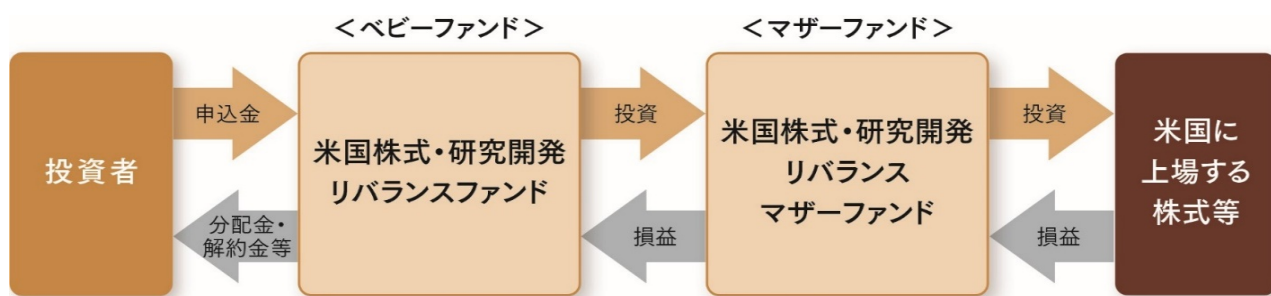 ＜ベビーファンド＞
＜マザーファンド＞
投資者
申込金
分配金・
解約金等
米国株式・研究開発
リバランスファンド
投資
損益
米国株式・研究開発
リバランス
マザーファンド
投資
損益
米国に
上場する
株式等